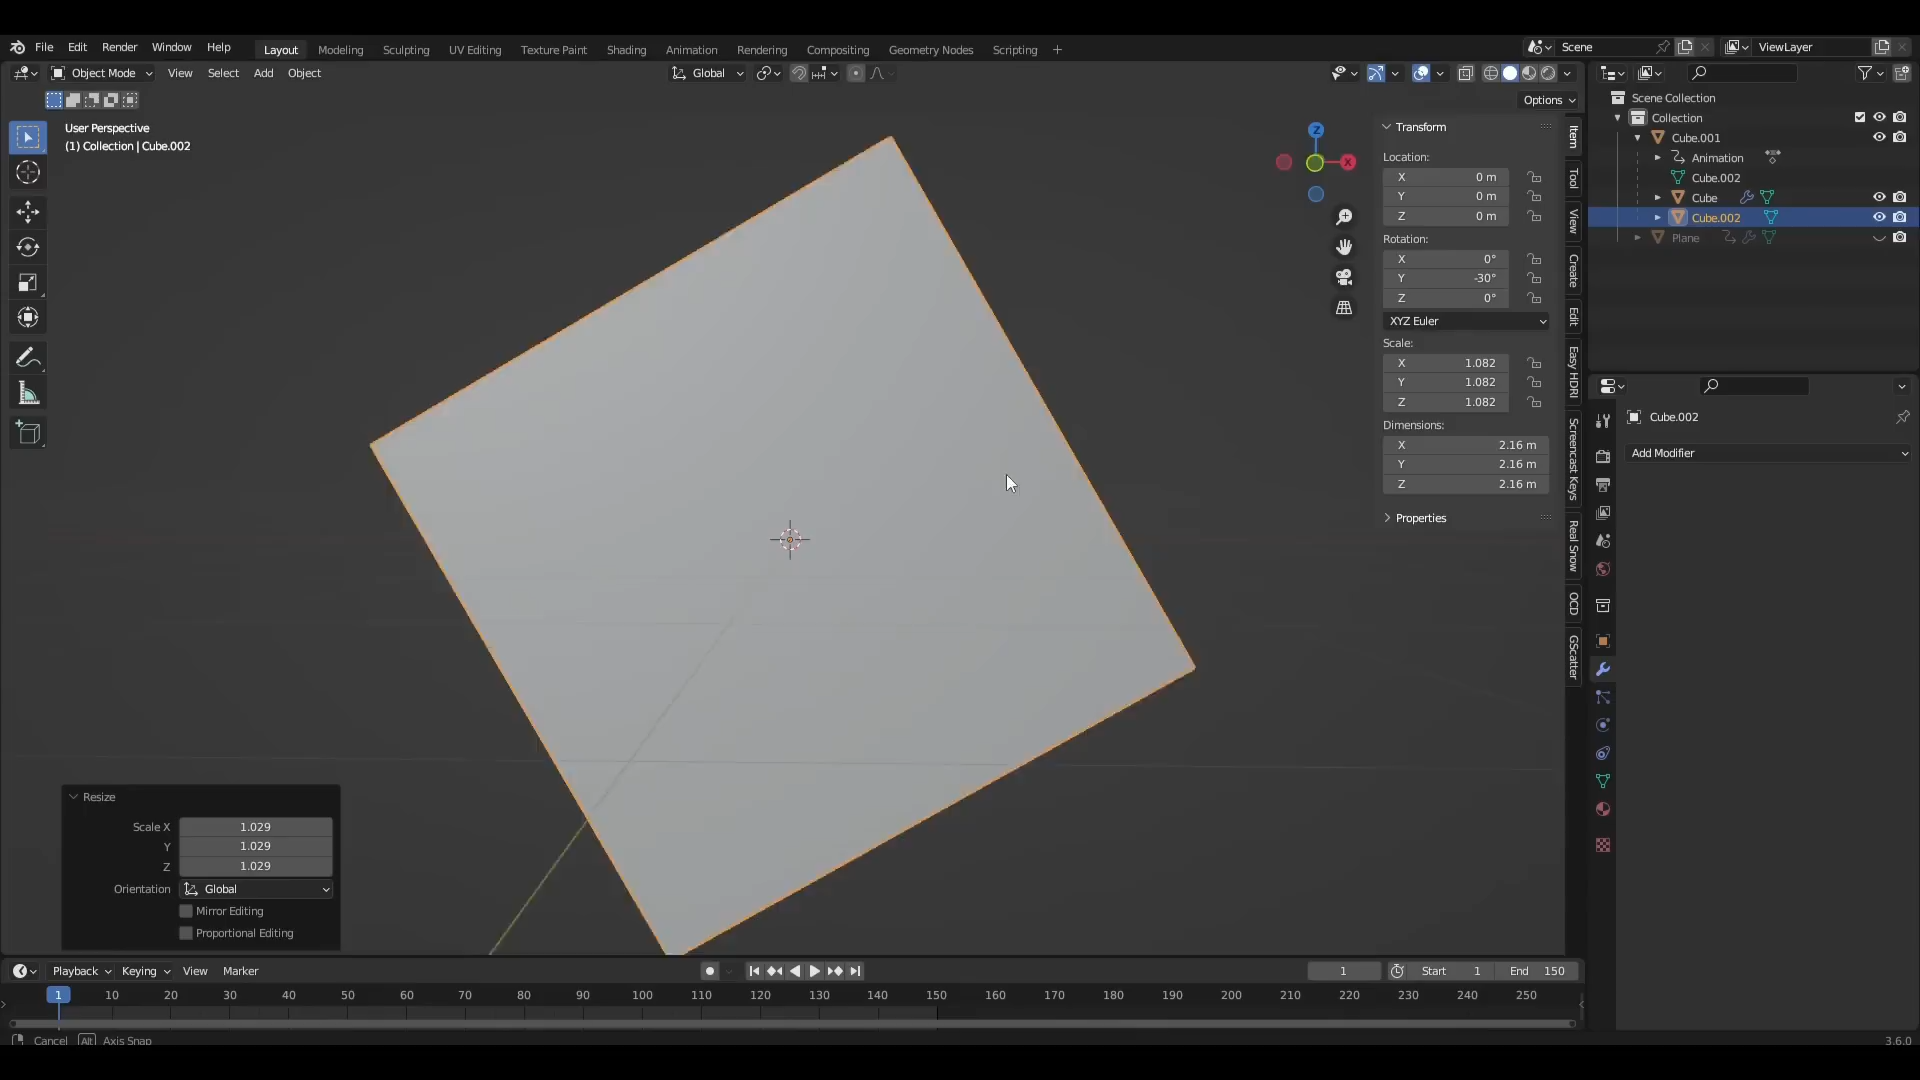 File Edit Render Window Help Layout Modeling Sculpting UV Editing Texture Paint Shading Animation Rendering Compositing Geometry Nodes Scripting + Scene ViewLayer
Object Mode View Select Add Object Global
Options
User Perspective
(1) Collection | Cube.002
Z
X
Transform
Location:
X 0 m
Y 0 m
Z 0 m
Rotation:
X 0°
Y -30°
Z 0°
XYZ Euler
Scale:
X 1.082
Y 1.082
Z 1.082
Dimensions:
X 2.16 m
Y 2.16 m
Z 2.16 m
Properties
Item
Tool
View
Create
Edit
Easy HDRI
Screencast Keys
Real Snow
OCD
GScatter
Scene Collection
Collection
Cube.001
Animation
Cube.002
Cube
Cube.002
Plane
Cube.002
Add Modifier
Resize
Scale X 1.029
Y 1.029
Z 1.029
Orientation Global
Mirror Editing
Proportional Editing
Playback Keying View Marker 1 Start 1 End 150
1 10 20 30 40 50 60 70 80 90 100 110 120 130 140 150 160 170 180 190 200 210 220 230 240 250
Cancel Alt Axis Snap 3.6.0